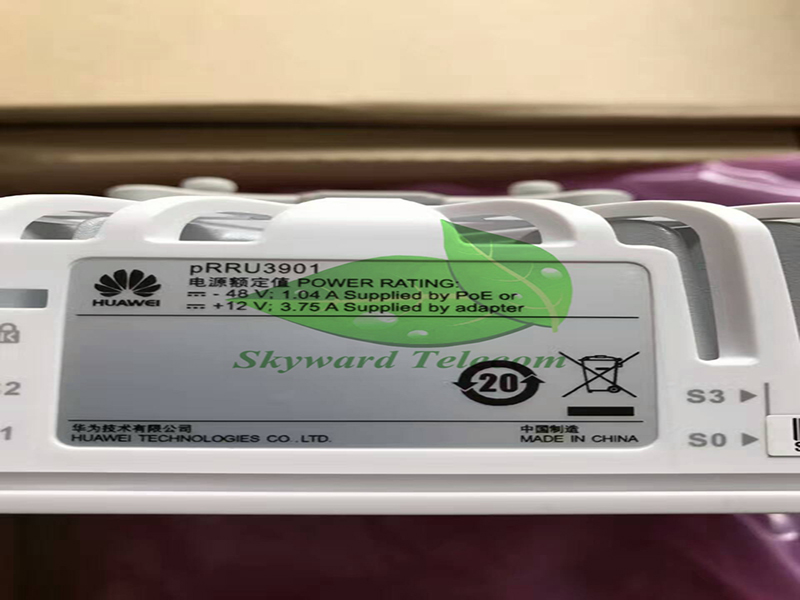 HUAWEI
pRRU3901
电源额定值 POWER RATING:
- 48 V; 1.04 A Supplied by PoE or
+12 V; 3.75 A Supplied by adapter
Skyward Telecom
20
华为技术有限公司
HUAWEI TECHNOLOGIES CO.,LTD.
中国制造
MADE IN CHINA
S3
S0